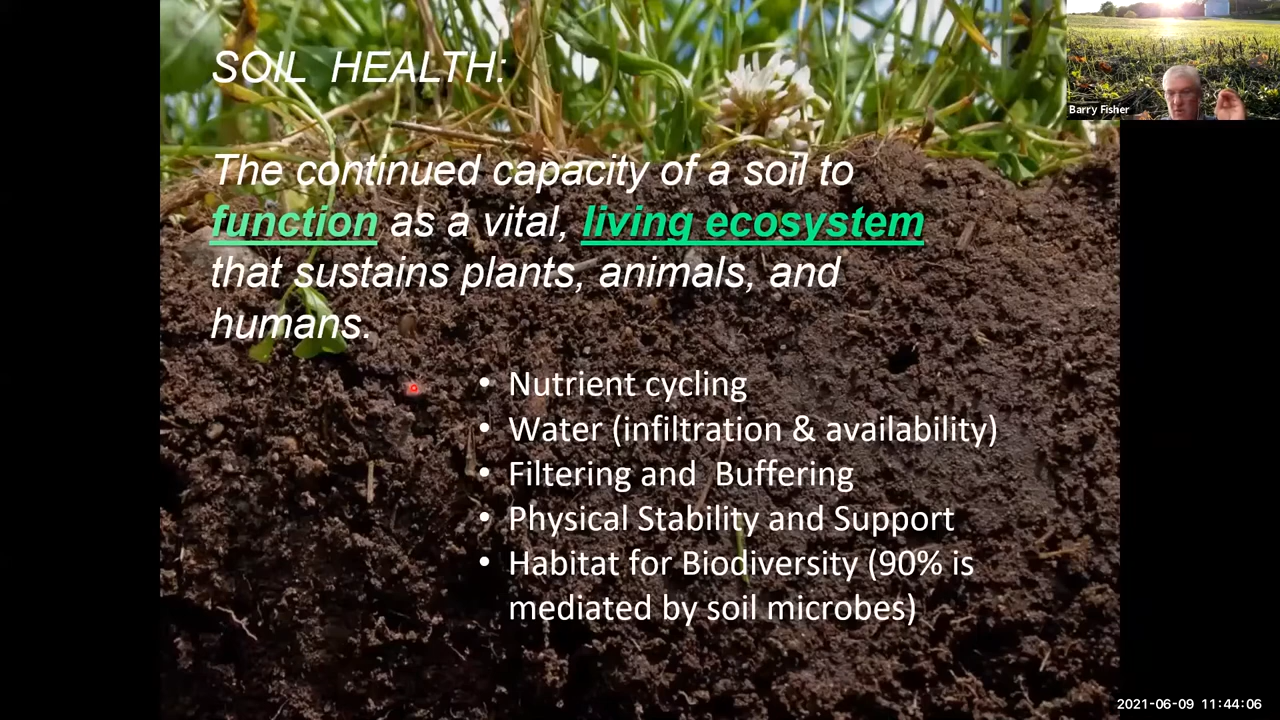 SOIL HEALTH:
The continued capacity of a soil to
function as a vital, living ecosystem
that sustains plants, animals, and
humans.
• Nutrient cycling
• Water (infiltration & availability)
• Filtering and Buffering
• Physical Stability and Support
• Habitat for Biodiversity (90% is
mediated by soil microbes)
Barry Fisher
2021-06-09 11:44:06